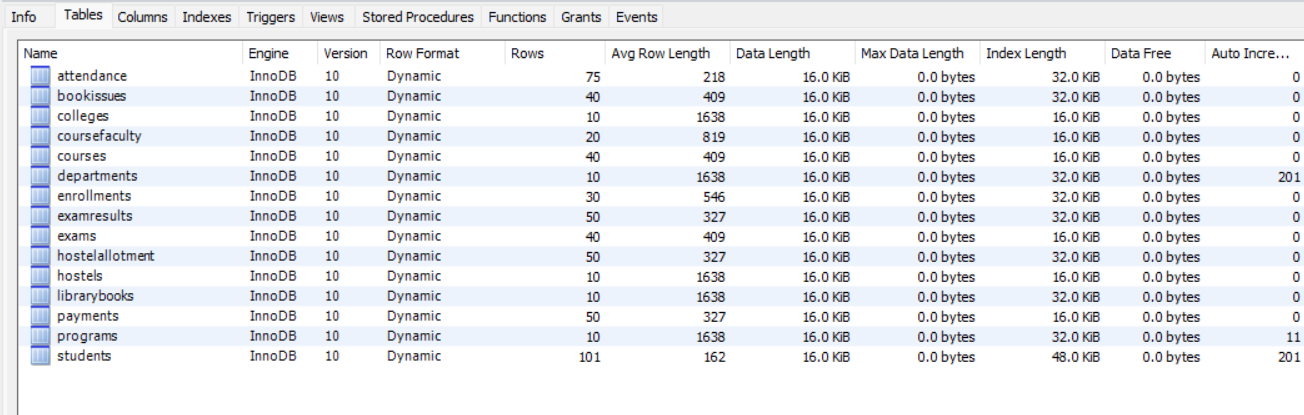 Info Tables Columns Indexes Triggers Views Stored Procedures Functions Grants Events
Name Engine Version Row Format Rows Avg Row Length Data Length Max Data Length Index Length Data Free Auto Incre...
attendance InnoDB 10 Dynamic 75 218 16.0 KiB 0.0 bytes 32.0 KiB 0.0 bytes 0
bookissues InnoDB 10 Dynamic 40 409 16.0 KiB 0.0 bytes 32.0 KiB 0.0 bytes 0
colleges InnoDB 10 Dynamic 10 1638 16.0 KiB 0.0 bytes 16.0 KiB 0.0 bytes 0
coursefaculty InnoDB 10 Dynamic 20 819 16.0 KiB 0.0 bytes 16.0 KiB 0.0 bytes 0
courses InnoDB 10 Dynamic 40 409 16.0 KiB 0.0 bytes 16.0 KiB 0.0 bytes 0
departments InnoDB 10 Dynamic 10 1638 16.0 KiB 0.0 bytes 32.0 KiB 0.0 bytes 201
enrollments InnoDB 10 Dynamic 30 546 16.0 KiB 0.0 bytes 32.0 KiB 0.0 bytes 0
examresults InnoDB 10 Dynamic 50 327 16.0 KiB 0.0 bytes 32.0 KiB 0.0 bytes 0
exams InnoDB 10 Dynamic 40 409 16.0 KiB 0.0 bytes 16.0 KiB 0.0 bytes 0
hostelallotment InnoDB 10 Dynamic 50 327 16.0 KiB 0.0 bytes 32.0 KiB 0.0 bytes 0
hostels InnoDB 10 Dynamic 10 1638 16.0 KiB 0.0 bytes 16.0 KiB 0.0 bytes 0
librarybooks InnoDB 10 Dynamic 10 1638 16.0 KiB 0.0 bytes 32.0 KiB 0.0 bytes 0
payments InnoDB 10 Dynamic 50 327 16.0 KiB 0.0 bytes 16.0 KiB 0.0 bytes 0
programs InnoDB 10 Dynamic 10 1638 16.0 KiB 0.0 bytes 32.0 KiB 0.0 bytes 11
students InnoDB 10 Dynamic 101 162 16.0 KiB 0.0 bytes 48.0 KiB 0.0 bytes 201